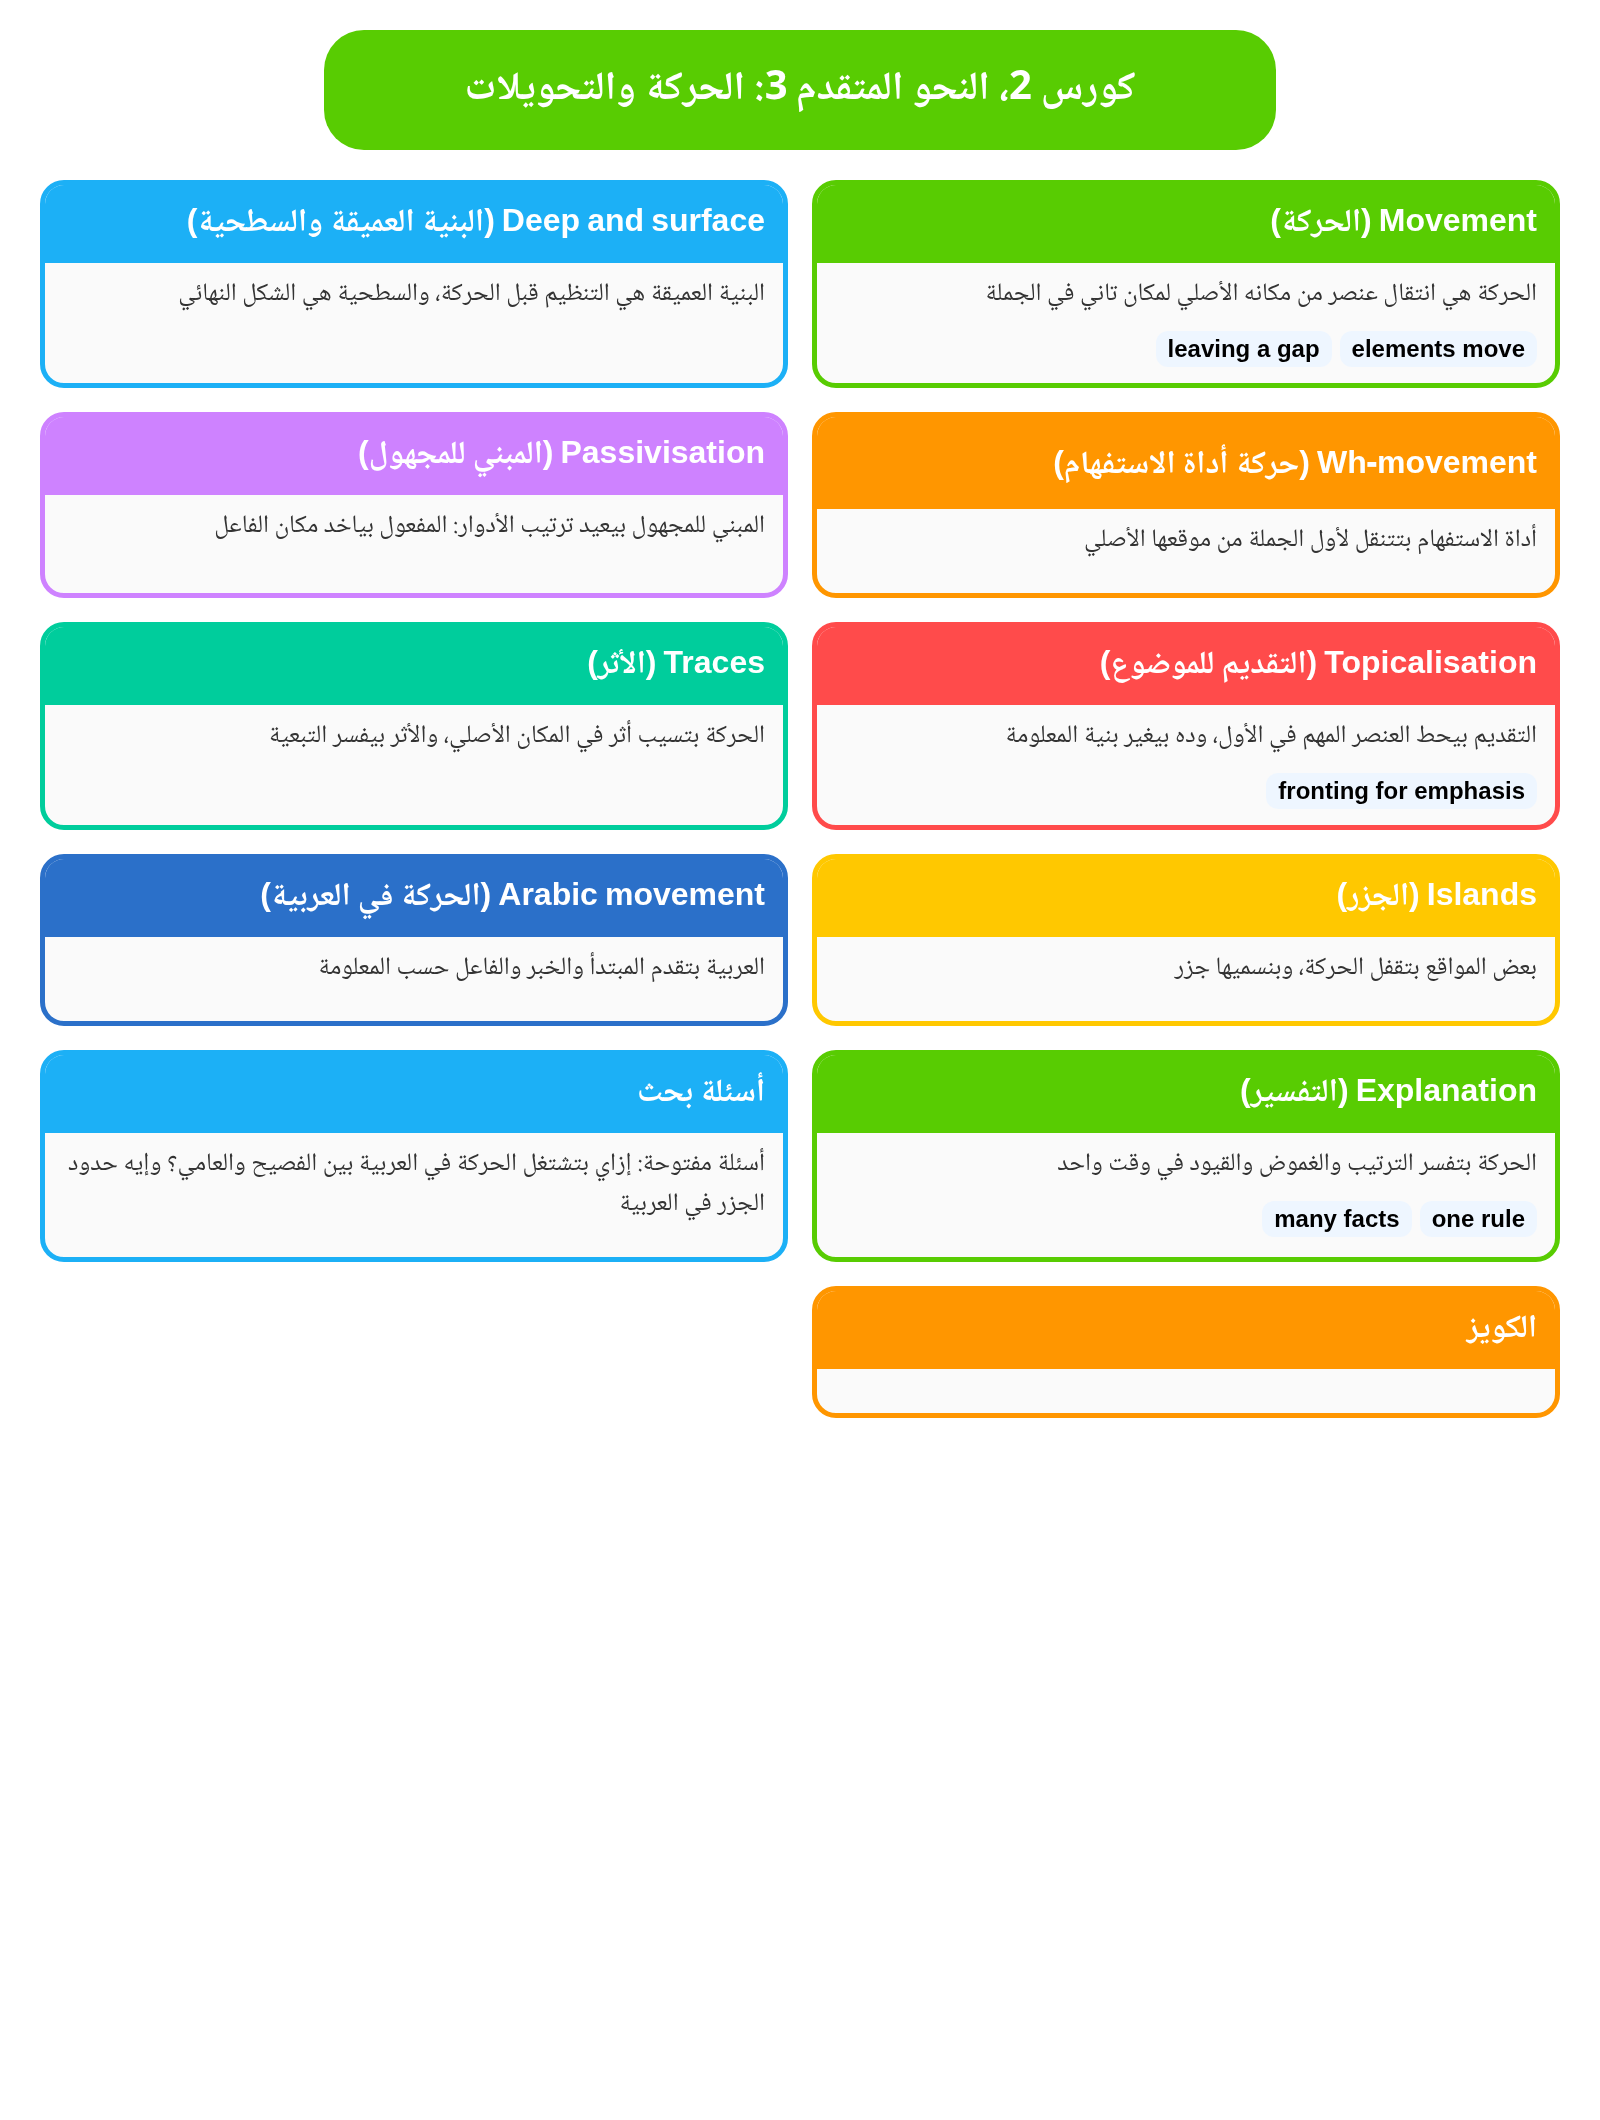 كورس 2، النحو المتقدم 3: الحركة والتحويلات
Movement (الحركة)
الحركة هي انتقال عنصر من مكانه الأصلي لمكان تاني في الجملة
elements move
leaving a gap
Deep and surface (البنية العميقة والسطحية)
البنية العميقة هي التنظيم قبل الحركة، والسطحية هي الشكل النهائي
Wh-movement (حركة أداة الاستفهام)
أداة الاستفهام بتتنقل لأول الجملة من موقعها الأصلي
Passivisation (المبني للمجهول)
المبني للمجهول بيعيد ترتيب الأدوار: المفعول بياخد مكان الفاعل
Topicalisation (التقديم للموضوع)
التقديم بيحط العنصر المهم في الأول، وده بيغير بنية المعلومة
fronting for emphasis
Traces (الأثر)
الحركة بتسيب أثر في المكان الأصلي، والأثر بيفسر التبعية
Islands (الجزر)
بعض المواقع بتقفل الحركة، وبنسميها جزر
Arabic movement (الحركة في العربية)
العربية بتقدم المبتدأ والخبر والفاعل حسب المعلومة
Explanation (التفسير)
الحركة بتفسر الترتيب والغموض والقيود في وقت واحد
one rule
many facts
أسئلة بحث
أسئلة مفتوحة: إزاي بتشتغل الحركة في العربية بين الفصيح والعامي؟ وإيه حدود
الجزر في العربية
الكويز